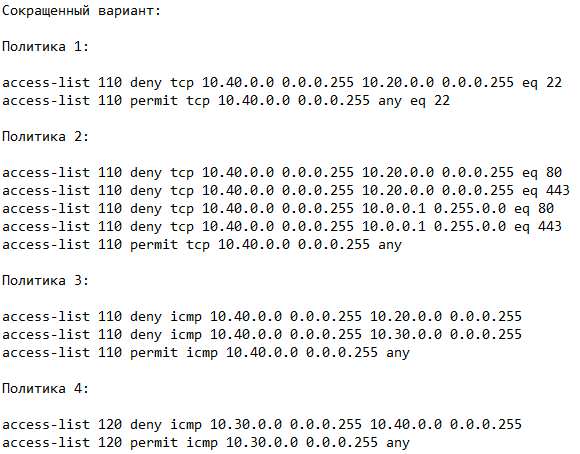 Сокращенный вариант:
Политика 1:
access-list 110 deny tcp 10.40.0.0 0.0.0.255 10.20.0.0 0.0.0.255 eq 22
access-list 110 permit tcp 10.40.0.0 0.0.0.255 any eq 22
Политика 2:
access-list 110 deny tcp 10.40.0.0 0.0.0.255 10.20.0.0 0.0.0.255 eq 80
access-list 110 deny tcp 10.40.0.0 0.0.0.255 10.20.0.0 0.0.0.255 eq 443
access-list 110 deny tcp 10.40.0.0 0.0.0.255 10.0.0.1 0.255.0.0 eq 80
access-list 110 deny tcp 10.40.0.0 0.0.0.255 10.0.0.1 0.255.0.0 eq 443
access-list 110 permit tcp 10.40.0.0 0.0.0.255 any
Политика 3:
access-list 110 deny icmp 10.40.0.0 0.0.0.255 10.20.0.0 0.0.0.255
access-list 110 deny icmp 10.40.0.0 0.0.0.255 10.30.0.0 0.0.0.255
access-list 110 permit icmp 10.40.0.0 0.0.0.255 any
Политика 4:
access-list 120 deny icmp 10.30.0.0 0.0.0.255 10.40.0.0 0.0.0.255
access-list 120 permit icmp 10.30.0.0 0.0.0.255 any